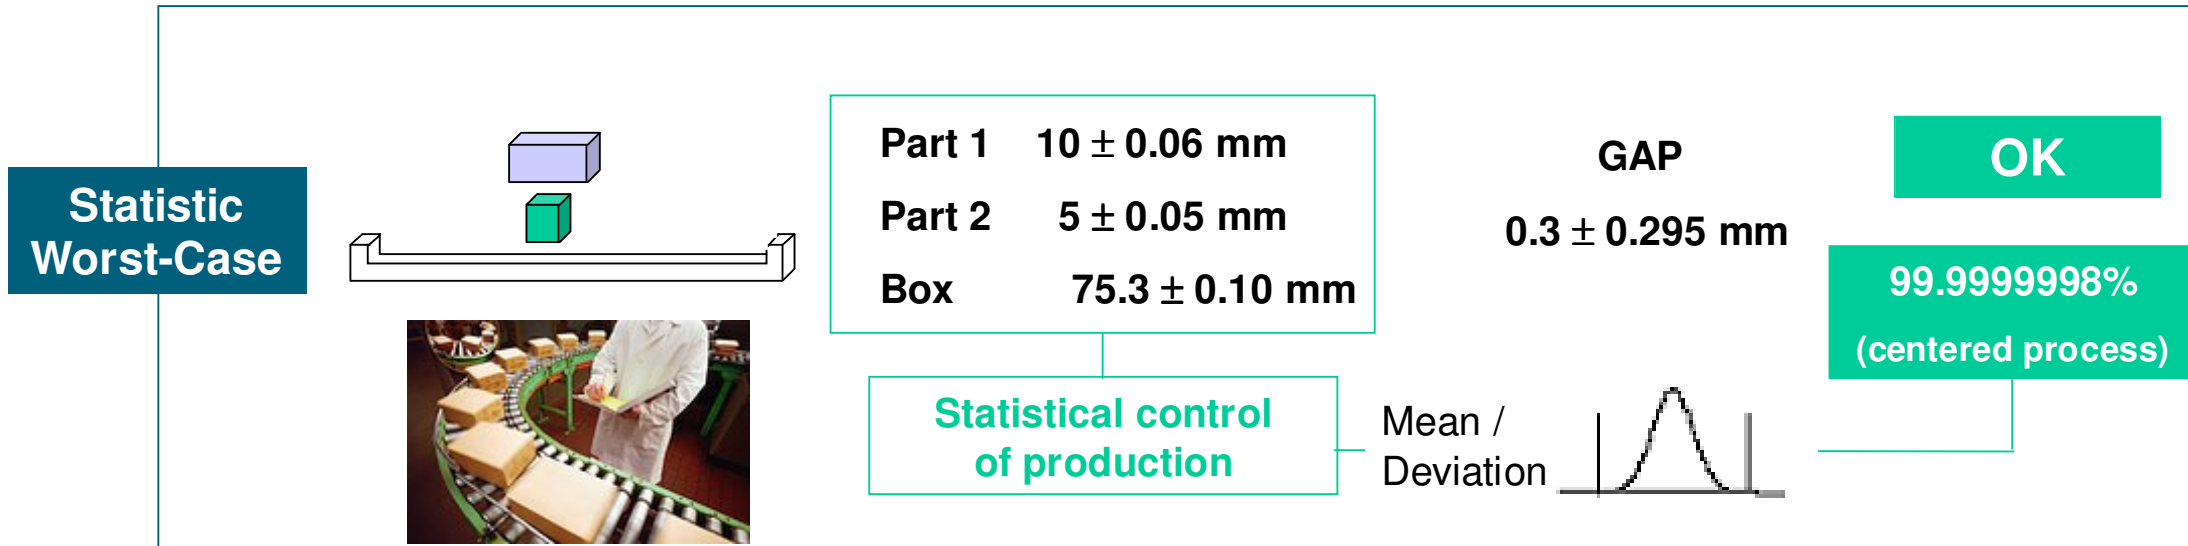 Statistic
Worst-Case
Part 1 10 ± 0.06 mm
Part 2 5 ± 0.05 mm
Box 75.3 ± 0.10 mm
GAP
0.3 ± 0.295 mm
OK
99.9999998%
(centered process)
Statistical control
of production
Mean /
Deviation